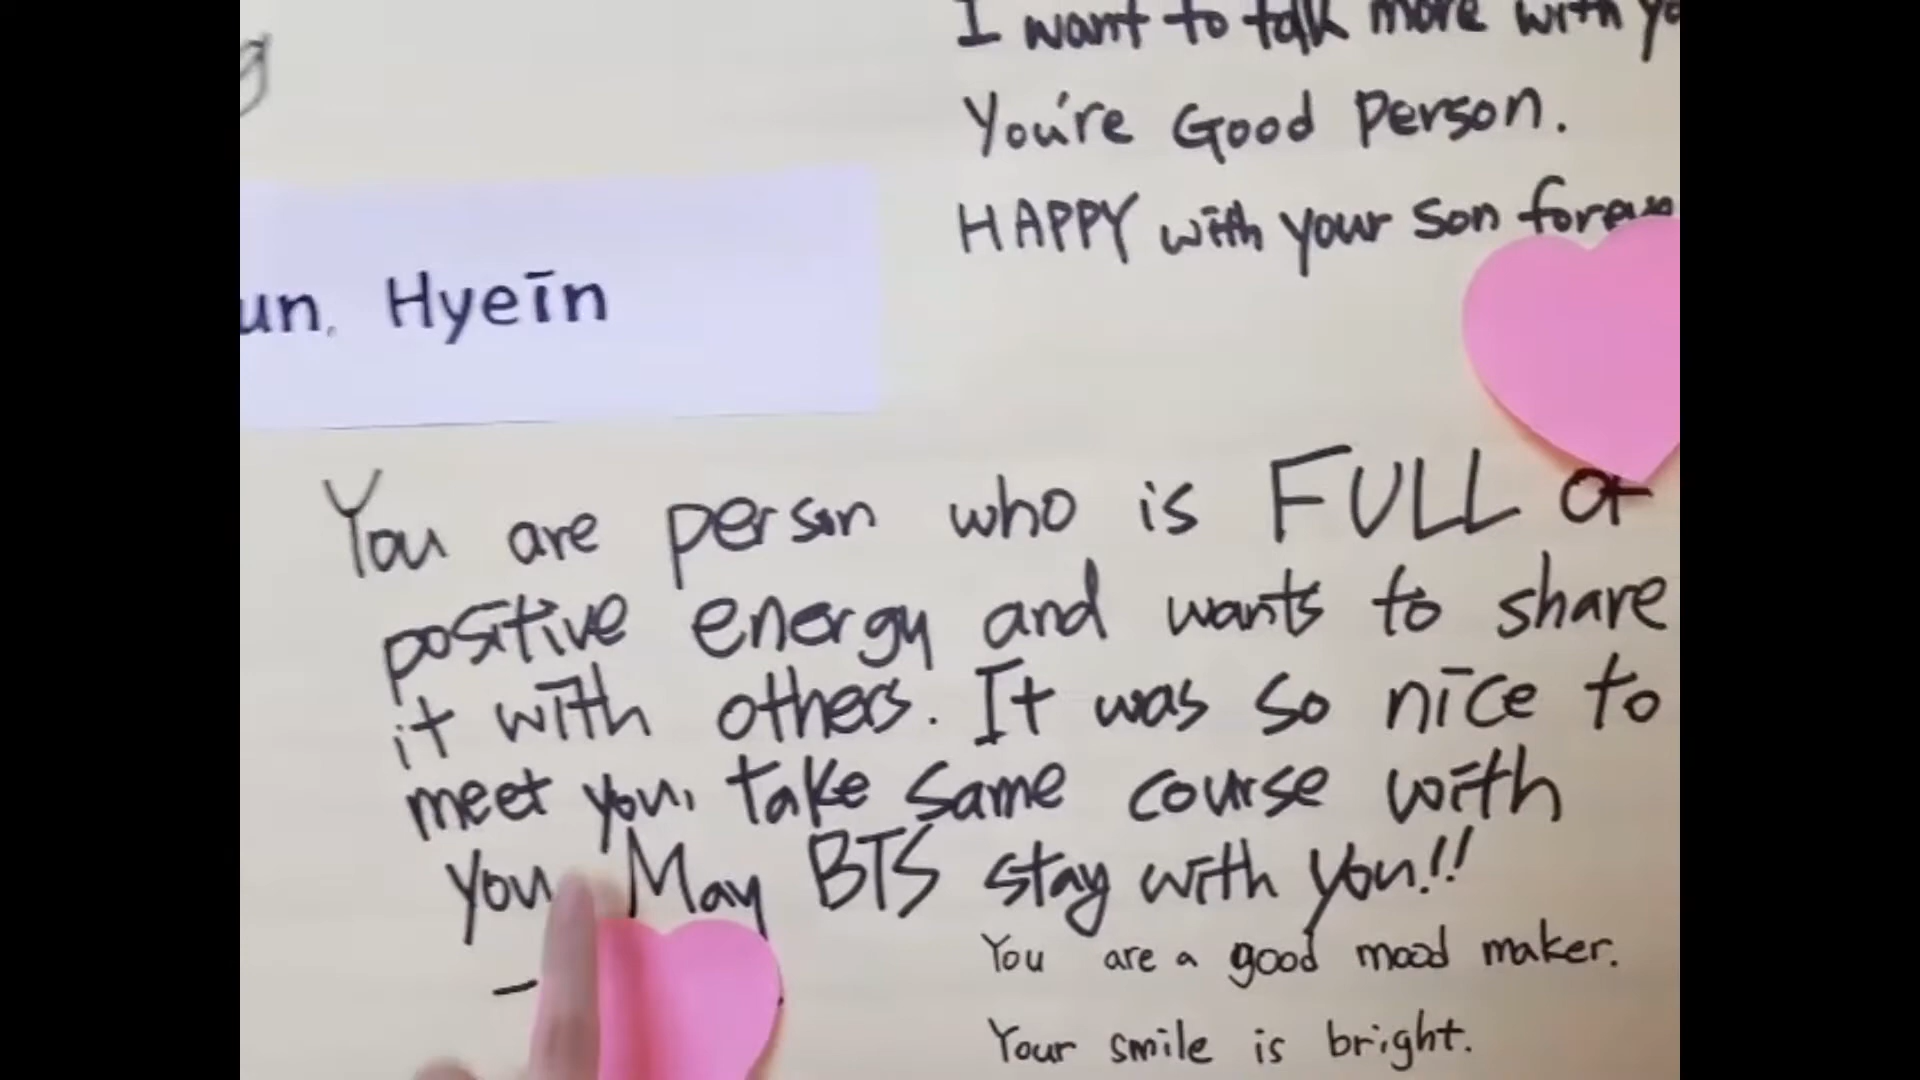 I want to talk more with
You're Good Person.
HAPPY with your son
Hyein
You are person who is FULL of
positive energy and wants to share
it with others. It was so nice to
meet you, take same course with
you May BTS stay with you!!
You are a good mood maker.
Your smile is bright.